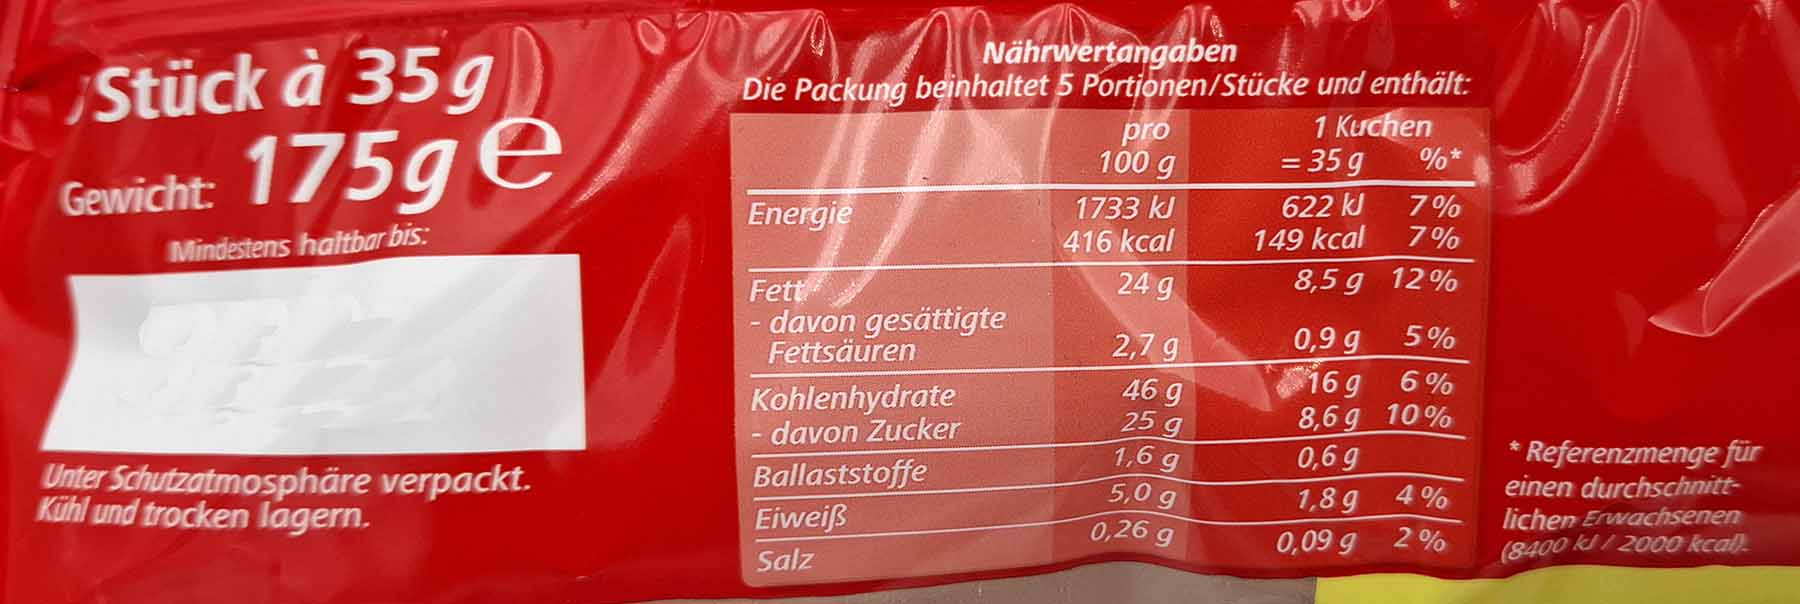 Stück à 35 g
Gewicht: 175g e
Mindestens haltbar bis:
Unter Schutzatmosphäre verpackt.
Kühl und trocken lagern.
Nährwertangaben
Die Packung beinhaltet 5 Portionen/Stücke und enthält:
pro 1 Kuchen
100 g = 35 g %*
Energie 1733 kJ 622 kJ 7 %
416 kcal 149 kcal 7 %
Fett 24 g 8,5 g 12 %
- davon gesättigte
Fettsäuren 2,7 g 0,9 g 5 %
Kohlenhydrate 46 g 16 g 6 %
- davon Zucker 25 g 8,6 g 10 %
Ballaststoffe 1,6 g 0,6 g
Eiweiß 5,0 g 1,8 g 4 %
Salz 0,26 g 0,09 g 2 %
* Referenzmenge für
einen durchschnitt-
lichen Erwachsenen
(8400 kJ / 2000 kcal).